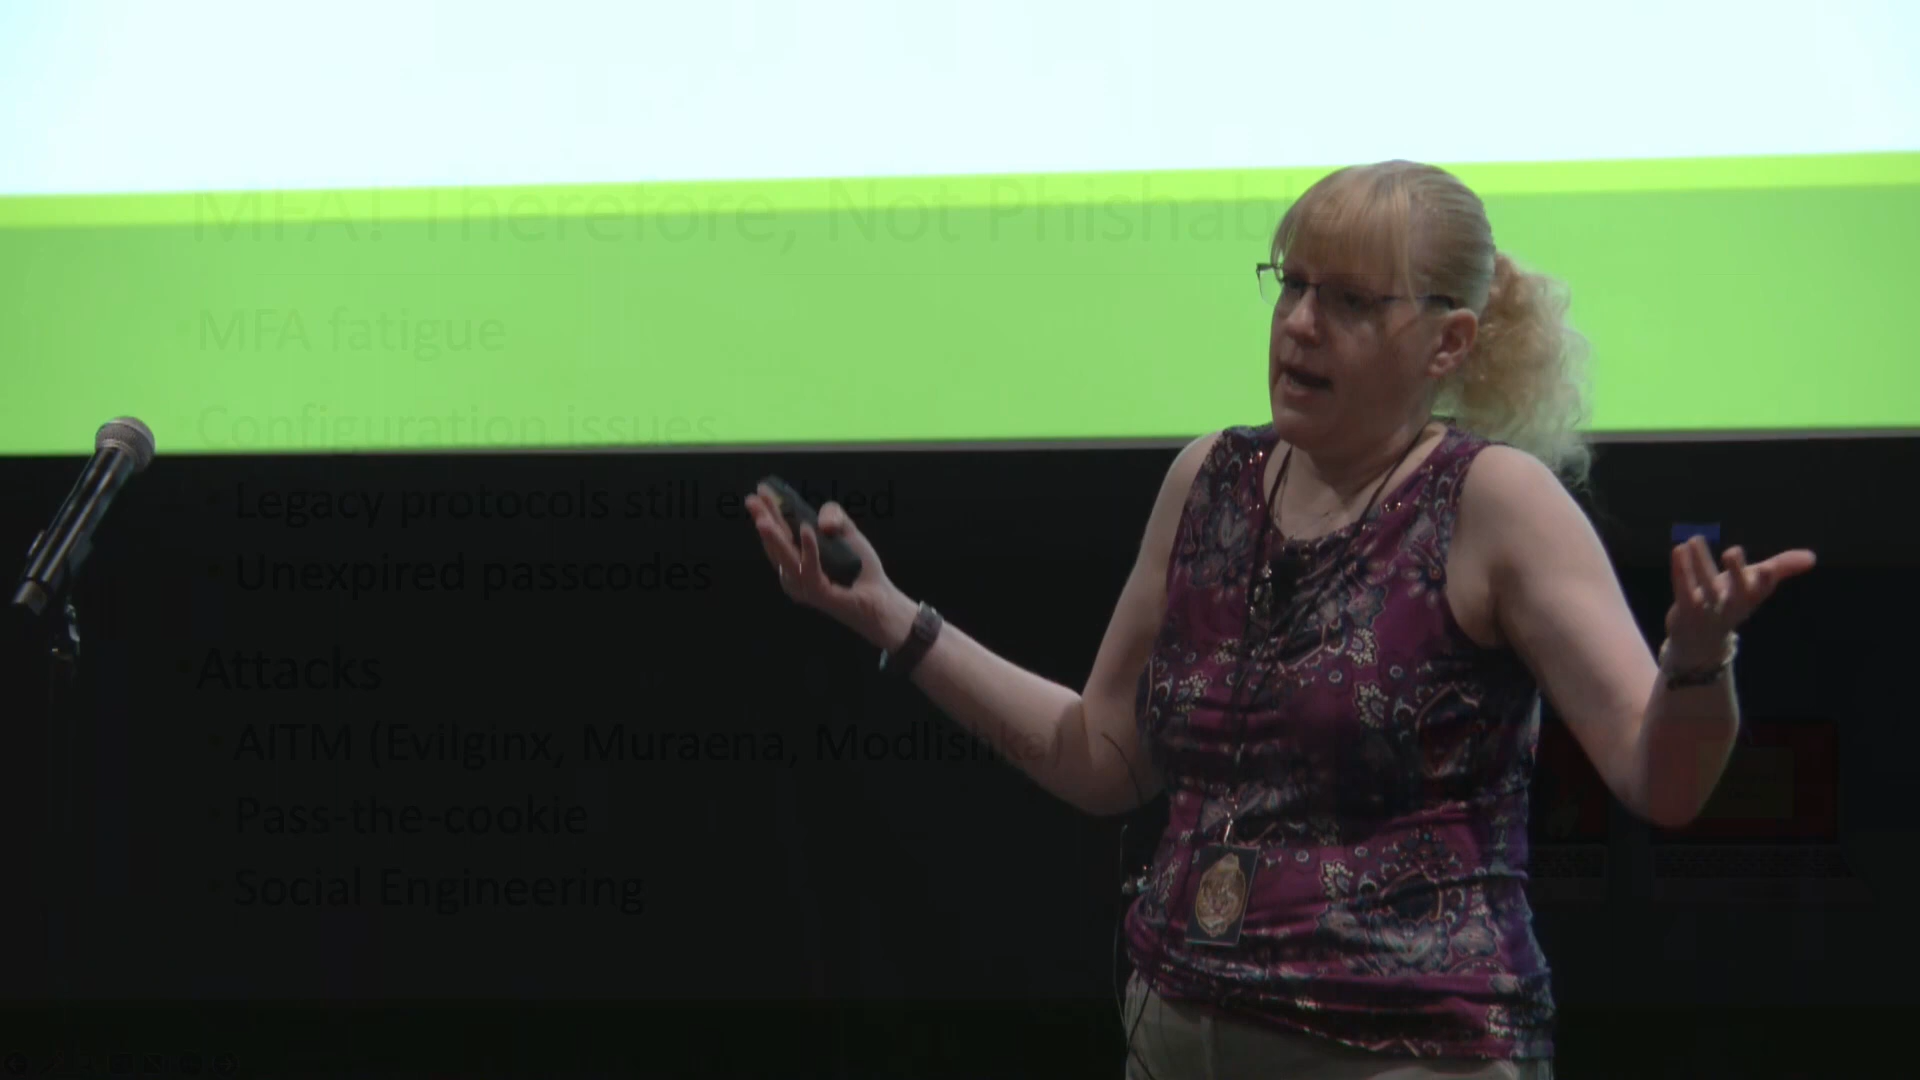 MFA! Therefore, Not Phishable
MFA fatigue
Configuration issues
Legacy protocols still enabled
Unexpired passcodes
Attacks
AITM (Evilginx, Muraena, Modlishka)
Pass-the-cookie
Social Engineering